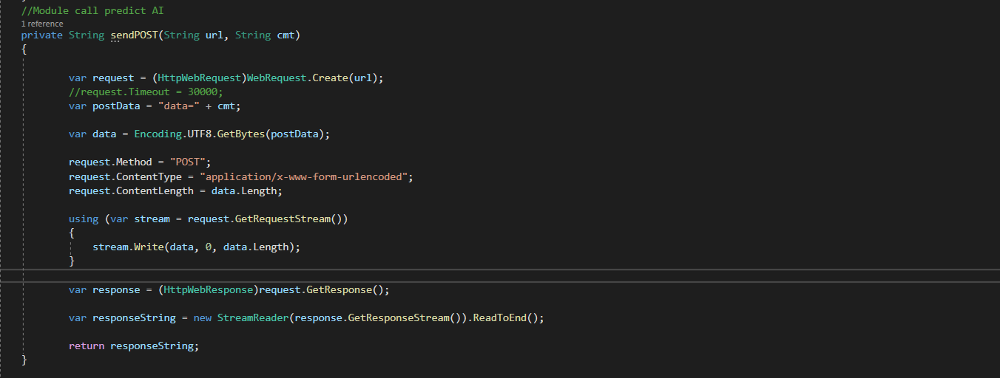 //Module call predict AI
1 reference
private String sendPOST(String url, String cmt)
{
var request = (HttpWebRequest)WebRequest.Create(url);
//request.Timeout = 30000;
var postData = "data=" + cmt;
var data = Encoding.UTF8.GetBytes(postData);
request.Method = "POST";
request.ContentType = "application/x-www-form-urlencoded";
request.ContentLength = data.Length;
using (var stream = request.GetRequestStream())
{
stream.Write(data, 0, data.Length);
}
var response = (HttpWebResponse)request.GetResponse();
var responseString = new StreamReader(response.GetResponseStream()).ReadToEnd();
return responseString;
}